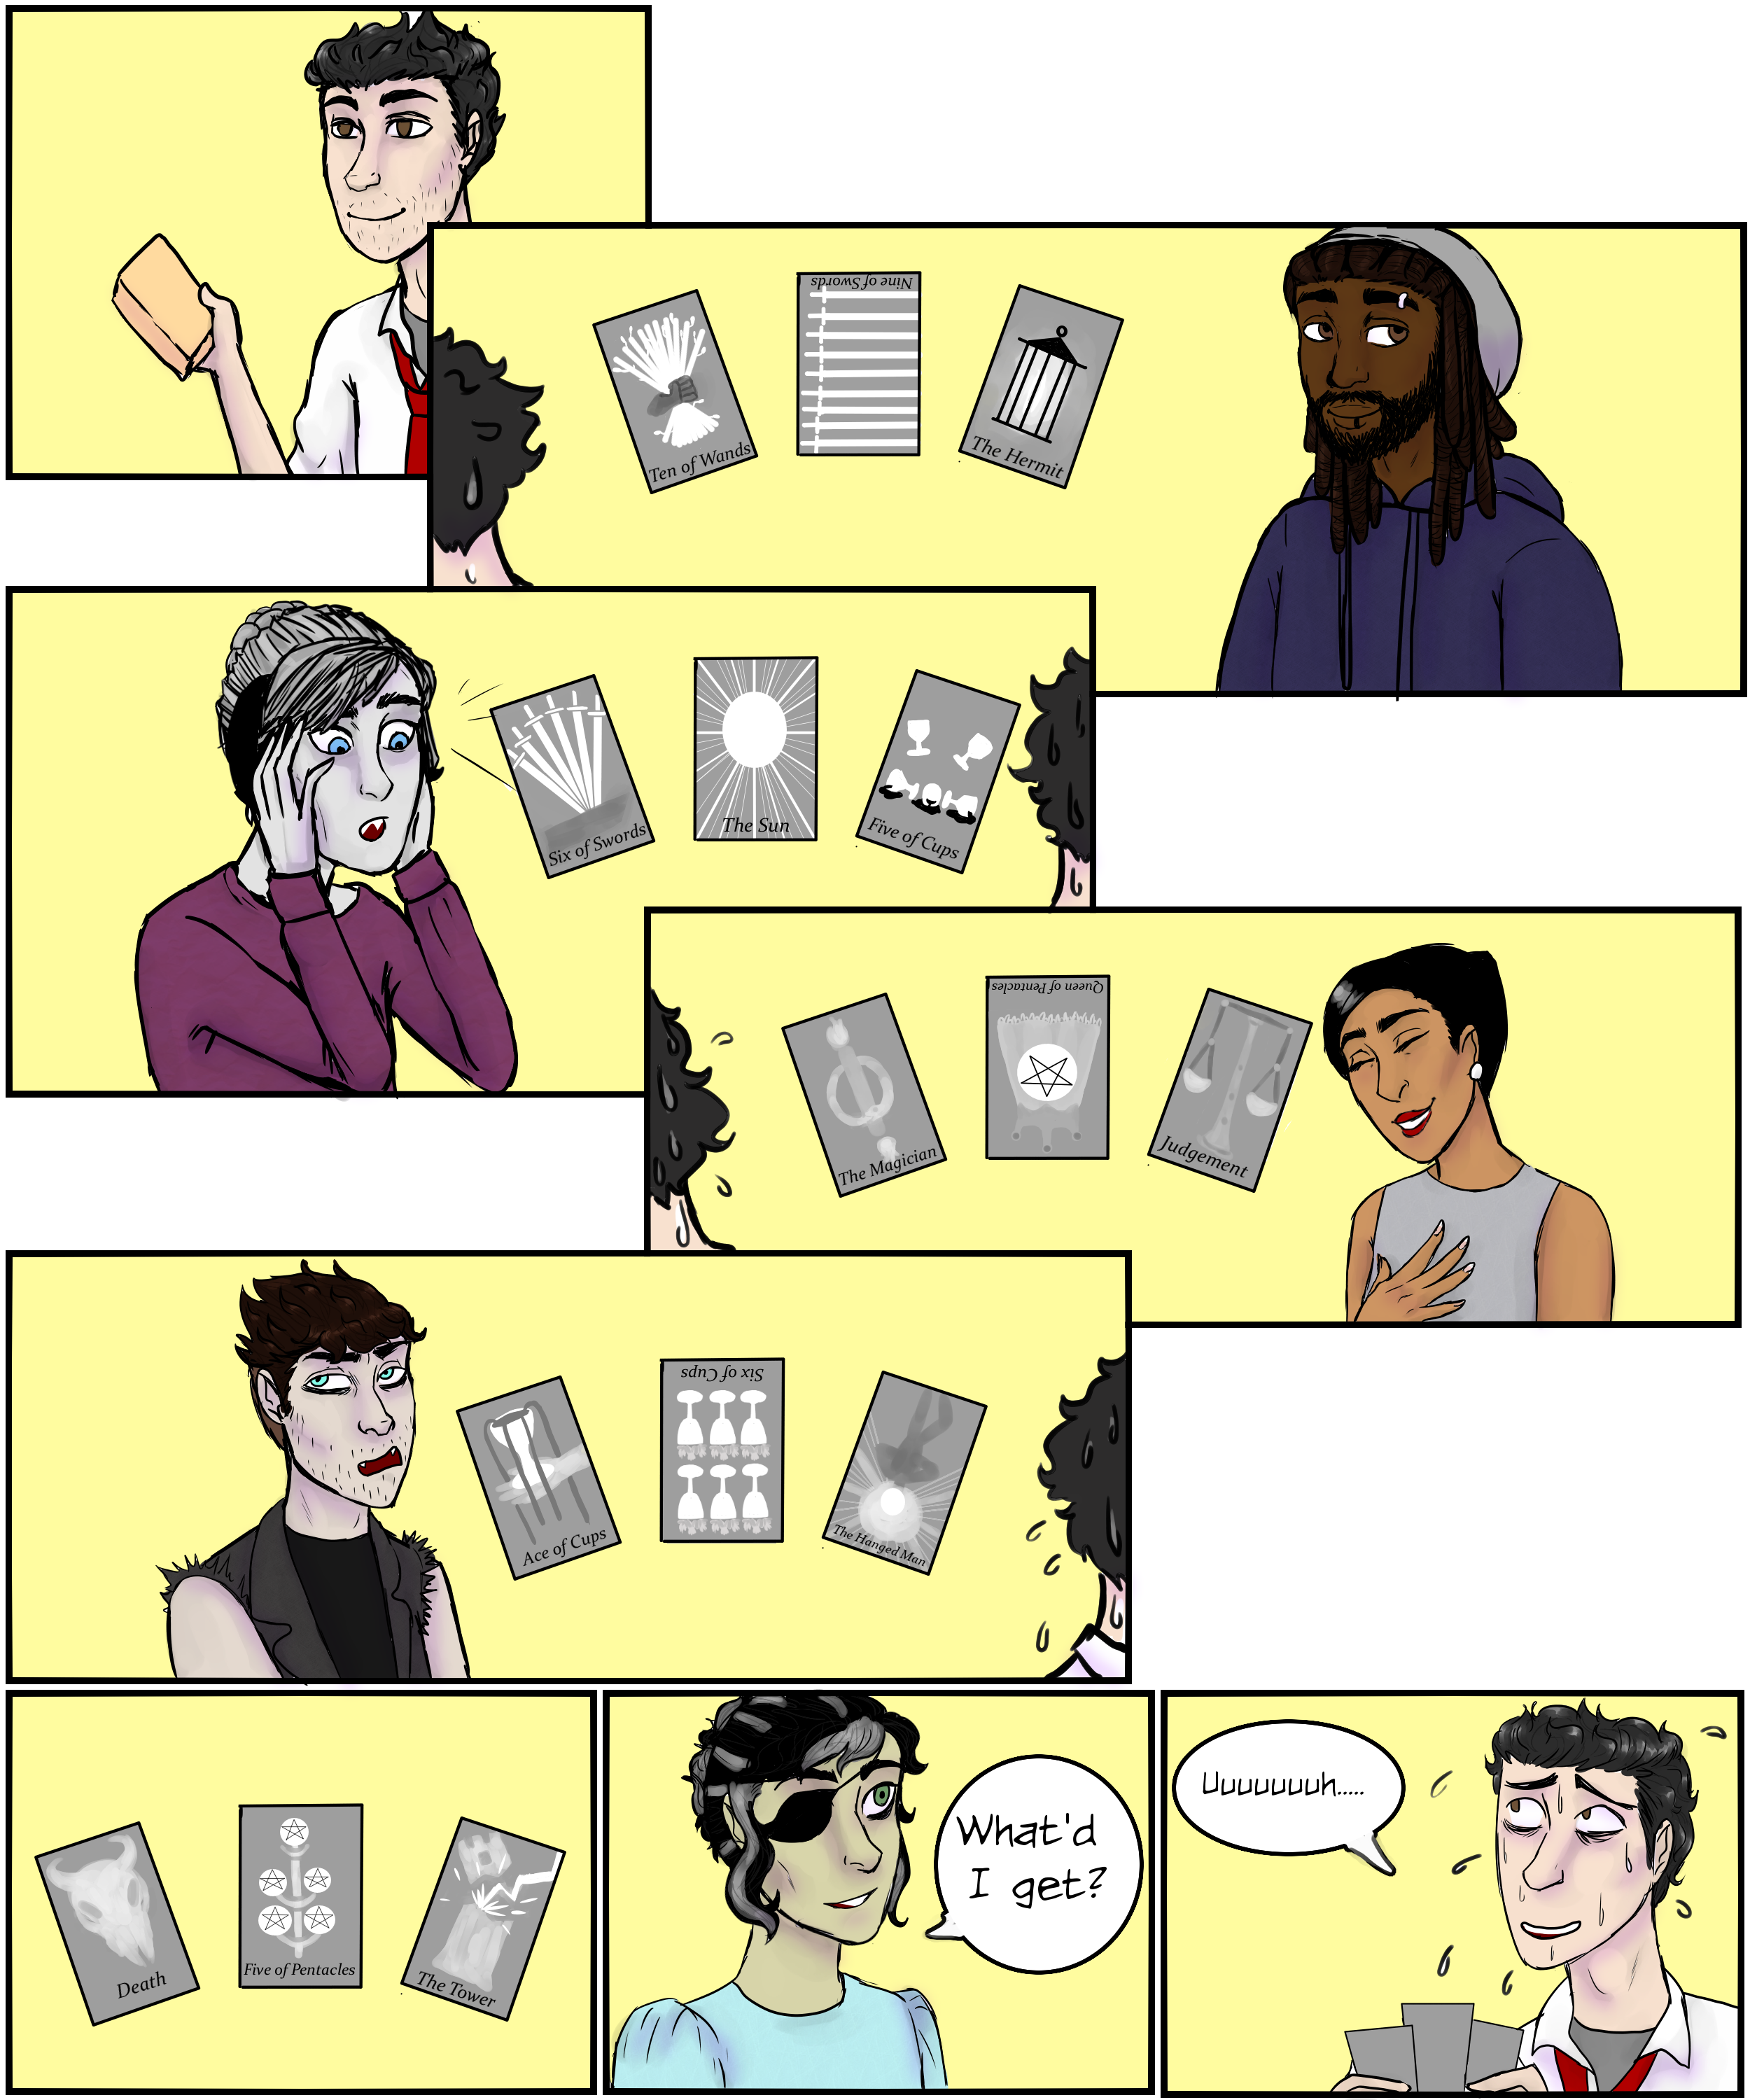 Ten of Wands
Nine of Swords
The Hermit
Six of Swords
The Sun
Five of Cups
The Magician
Queen of Pentacles
Judgement
Ace of Cups
Six of Cups
The Hanged Man
Death
Five of Pentacles
The Tower
What'd
I get?
Uuuuuuuh.....